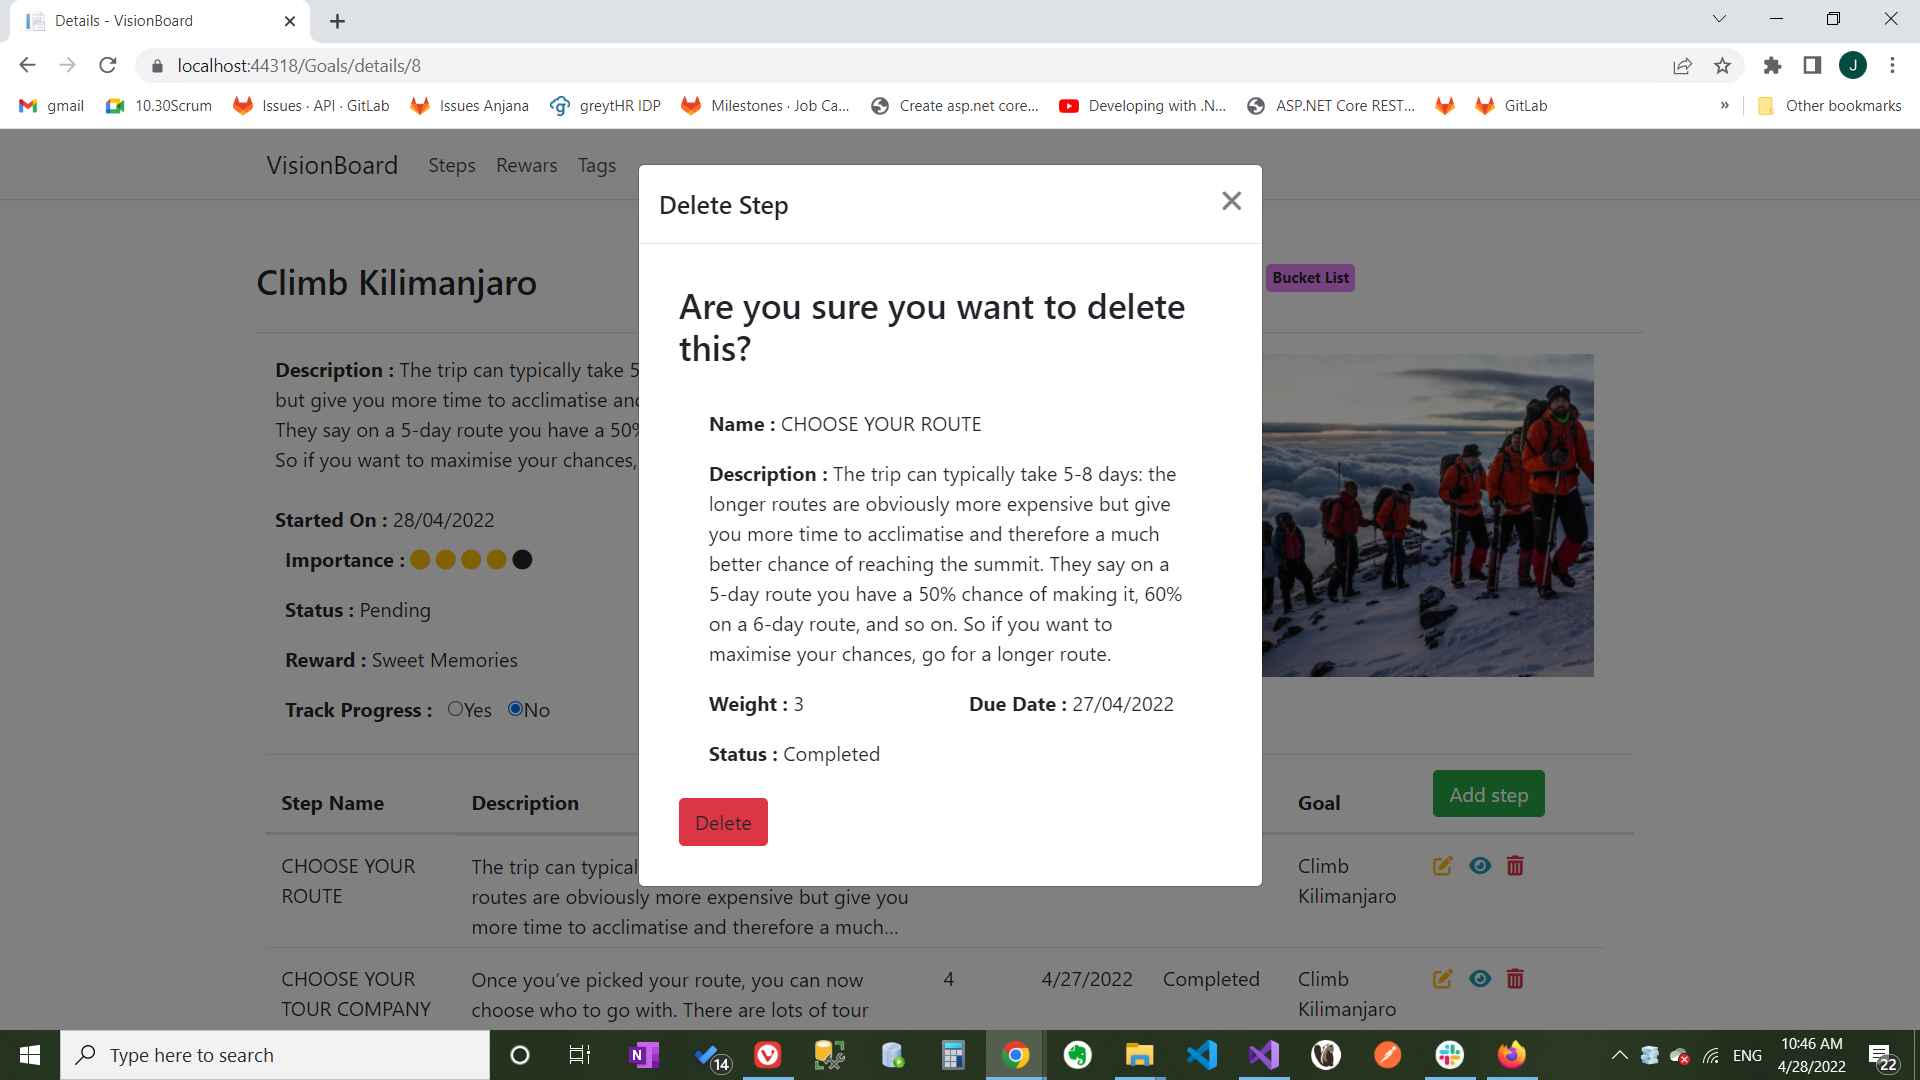 Details - VisionBoard
localhost:44318/Goals/details/8
J
gmail
10.30Scrum
Issues · API · GitLab
Issues Anjana
greytHR IDP
Milestones · Job Ca...
Create asp.net core...
Developing with .N...
ASP.NET Core REST...
GitLab
»
Other bookmarks
VisionBoard Steps Rewars Tags
Delete Step
Climb Kilimanjaro
Bucket List
Description : The trip can typically take 5
but give you more time to acclimatise and
They say on a 5-day route you have a 50%
So if you want to maximise your chances,
Started On : 28/04/2022
Importance :
Status : Pending
Reward : Sweet Memories
Track Progress : Yes No
Are you sure you want to delete
this?
Name : CHOOSE YOUR ROUTE
Description : The trip can typically take 5-8 days: the
longer routes are obviously more expensive but give
you more time to acclimatise and therefore a much
better chance of reaching the summit. They say on a
5-day route you have a 50% chance of making it, 60%
on a 6-day route, and so on. So if you want to
maximise your chances, go for a longer route.
Weight : 3 Due Date : 27/04/2022
Status : Completed
Delete
Step Name Description Goal Add step
CHOOSE YOUR
ROUTE
The trip can typical
routes are obviously more expensive but give you
more time to acclimatise and therefore a much...
Climb
Kilimanjaro
CHOOSE YOUR
TOUR COMPANY
Once you’ve picked your route, you can now
choose who to go with. There are lots of tour
4
4/27/2022
Completed
Climb
Kilimanjaro
Type here to search
N
14
ENG
10:46 AM
4/28/2022
22